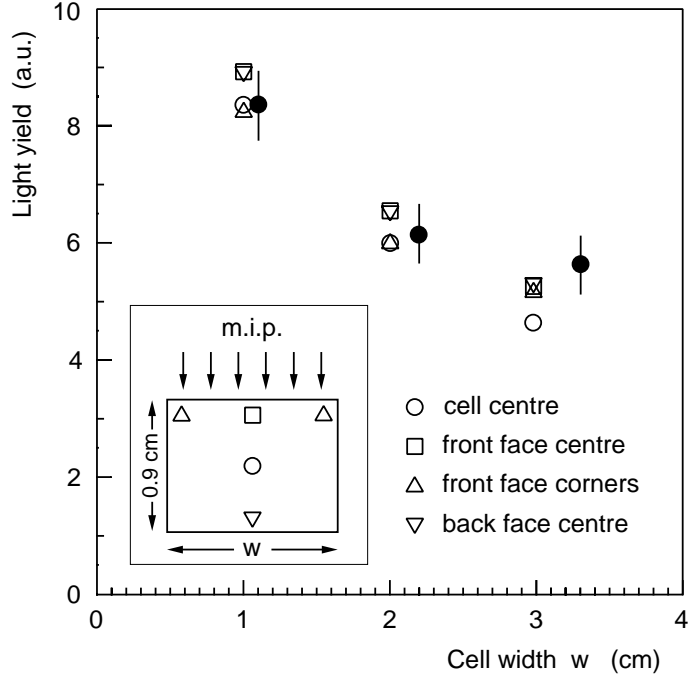 Light yield (a.u.)
10
8
6
4
2
0
m.i.p.
0.9 cm
w
cell centre
front face centre
front face corners
back face centre
0 1 2 3 4
Cell width w (cm)